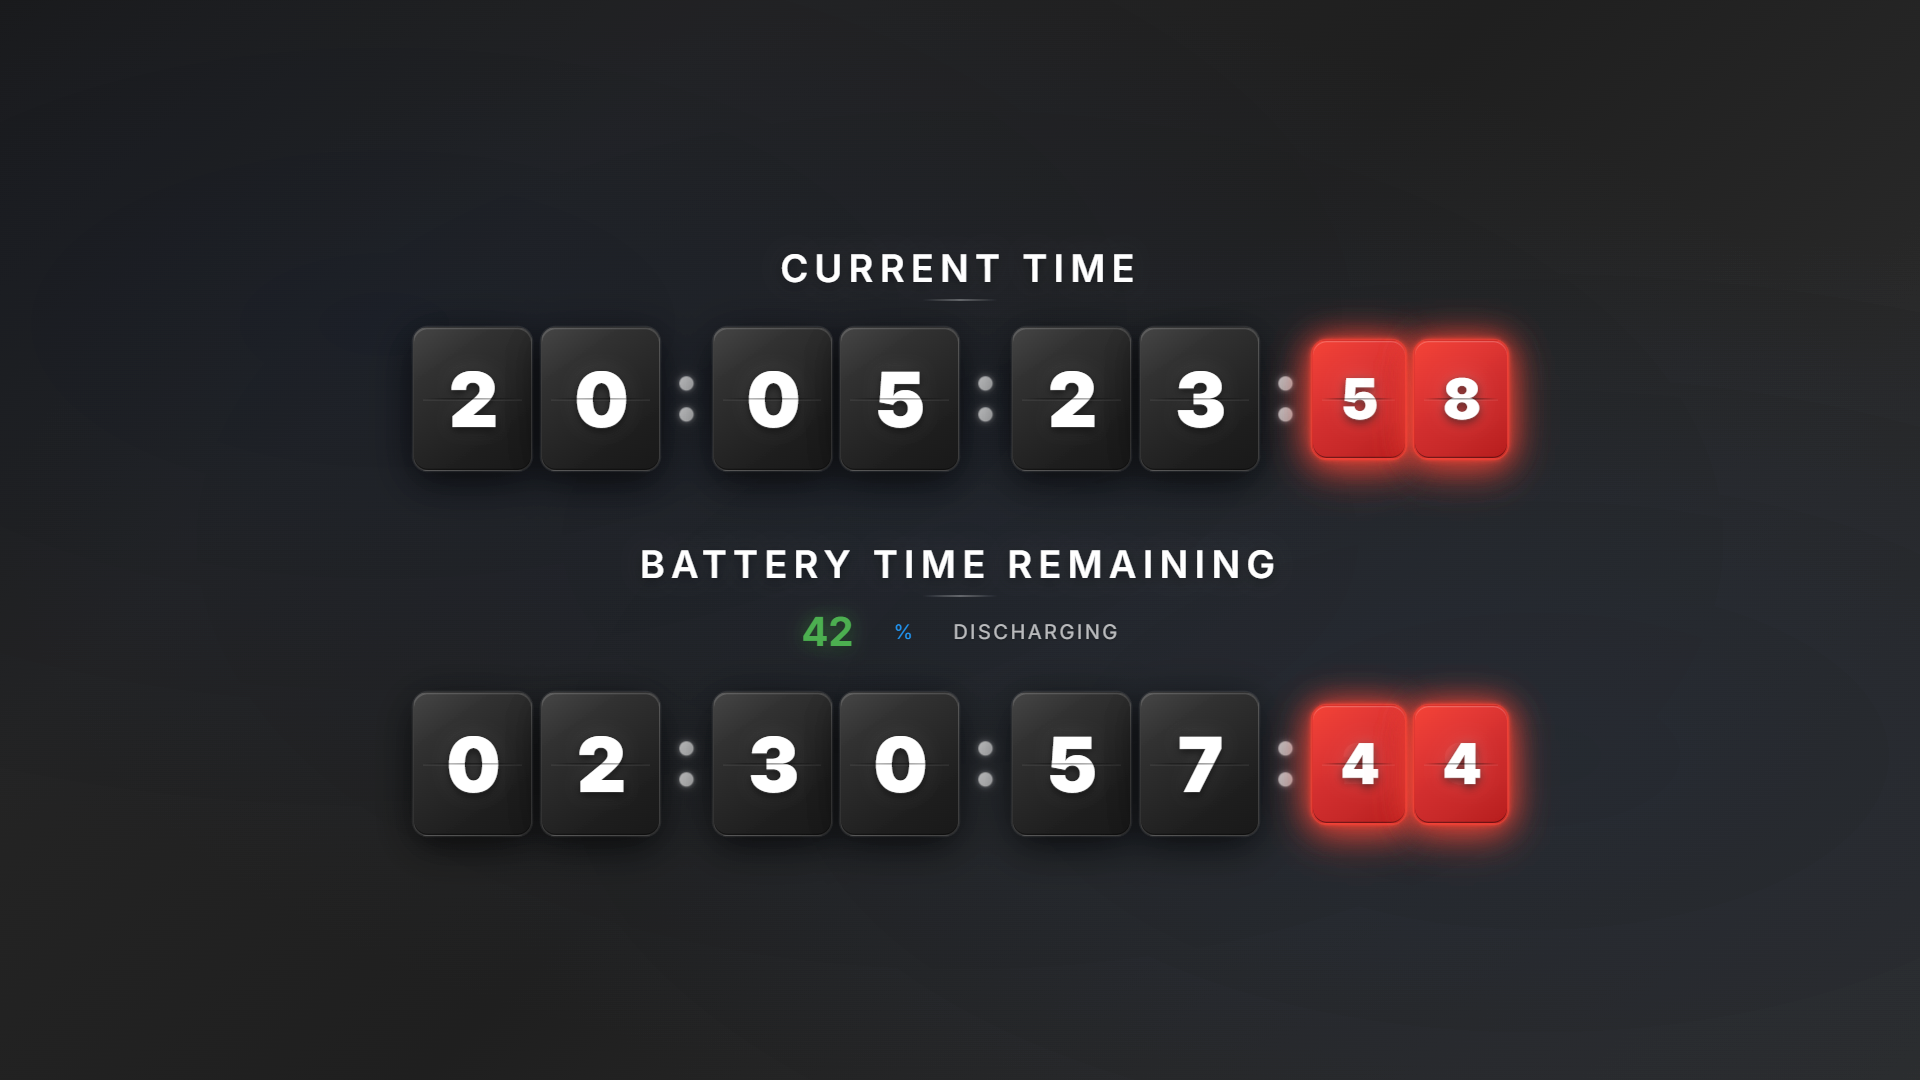 CURRENT TIME
20:05:23:58
BATTERY TIME REMAINING
42 % DISCHARGING
02:30:57:44